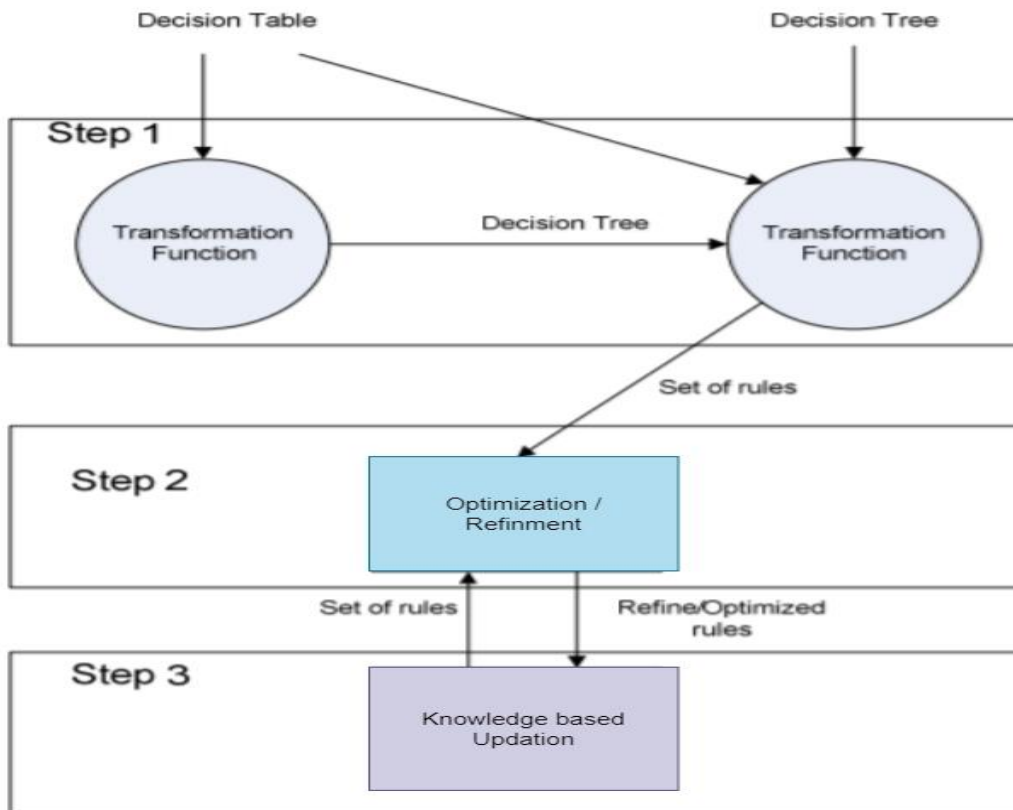 Decision Table
Decision Tree
Step 1
Transformation
Function
Decision Tree
Transformation
Function
Set of rules
Step 2
Optimization /
Refinment
Set of rules
Refine/Optimized
rules
Step 3
Knowledge based
Updation